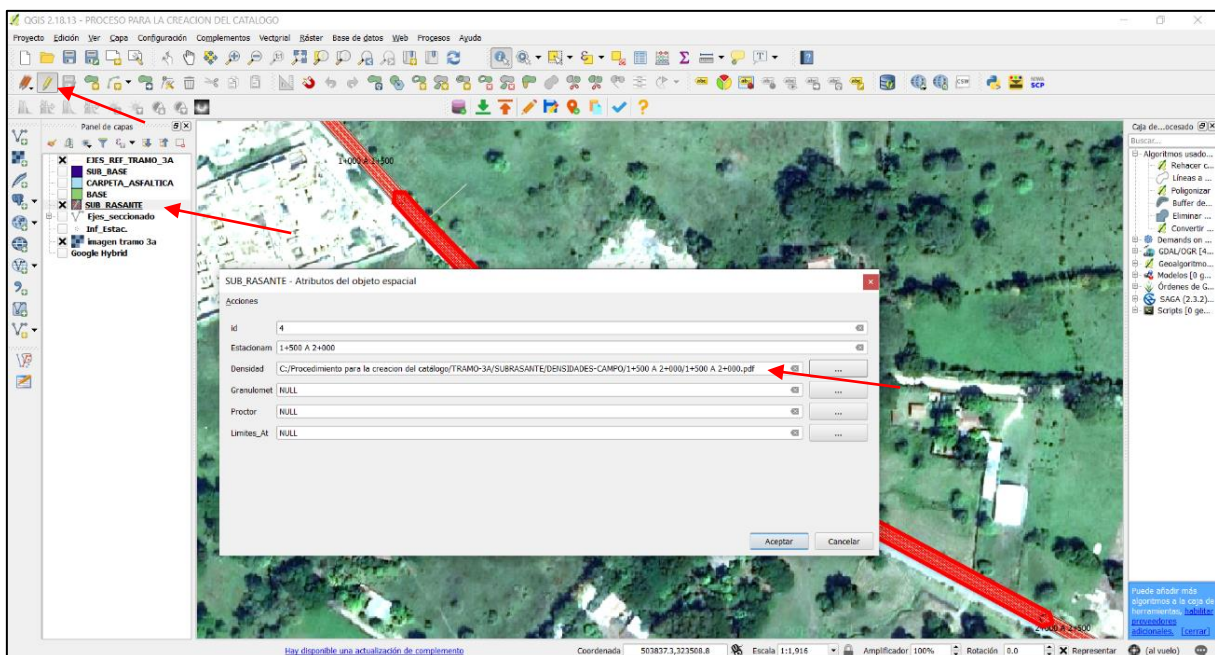 QGIS 2.18.13 - PROCESO PARA LA CREACION DEL CATALOGO
Proyecto Edición Ver Capa Configuración Complementos Vectorial Ráster Base de datos Web Procesos Ayuda
CSW
SCP
Panel de capas
EJES_REF_TRAMO_3A
SUB_BASE
CARPETA_ASFALTICA
BASE
SUB_RASANTE
Ejes_seccionado
Inf_Estac.
imagen tramo 3a
Google Hybrid
1+000 A 1+500
SUB_RASANTE - Atributos del objeto espacial
Acciones
id 4
Estacionam 1+500 A 2+000
Densidad C:/Procedimiento para la creacion del catálogo/TRAMO-3A/SUBRASANTE/DENSIDADES-CAMPO/1+500 A 2+000/1+500 A 2+000.pdf ...
Granulomet NULL ...
Proctor NULL ...
Limites_At NULL ...
Aceptar Cancelar
2+000 A 2+500
Caja de...ocesado
Buscar...
Algoritmos usado...
Rehacer c...
Líneas a ...
Poligonizar
Buffer de...
Eliminar ...
Convertir ...
Demands on ...
GDAL/OGR [4...
Geoalgoritmo...
Modelos [0 g...
Órdenes de G...
SAGA (2.3.2)...
Scripts [0 ge...
Puede añadir más
algoritmos a la caja de
herramientas, habilitar
proveedores
adicionales. [cerrar]
Hay disponible una actualización de complemento Coordenada 503837.3,323508.8 Escala 1:1,916 Amplificador 100% Rotación 0.0 Representar (al vuelo)